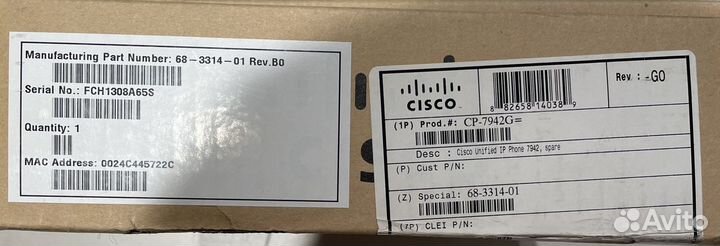 Manufacturing Part Number: 68-3314-01 Rev.B0
Serial No.: FCH1308A65S
Quantity: 1
MAC Address: 0024C445722C
CISCO
8 82658 14038 9
Rev : -G0
(1P) Prod.#: CP-7942G=
Desc : Cisco Unified IP Phone 7942, spare
(P) Cust P/N:
(Z) Special: 68-3314-01
(1P) CLEI P/N:
Avito